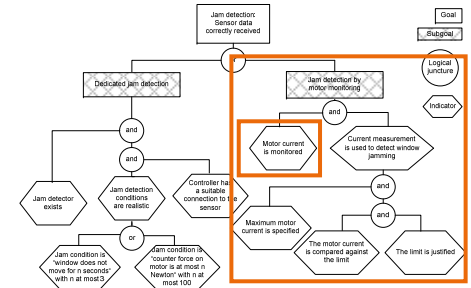 Jam detection:
Sensor data
correctly received
Goal
Subgoal
Logical
juncture
Indicator
Dedicated jam detection
Jam detection by
motor monitoring
and
and
Motor current
is monitored
Current measurement
is used to detect window
jamming
and
Jam detector
exists
Jam detection
conditions
are realistic
Controller has
a suitable
connection to the
sensor
and
Maximum motor
current is specified
and
or
Jam condition is
"window does not
move for n seconds"
with n at most 3
Jam condition is
"counter force on
motor is at most n
Newton" with n at
most 100
The motor current
is compared against
the limit
The limit is justified